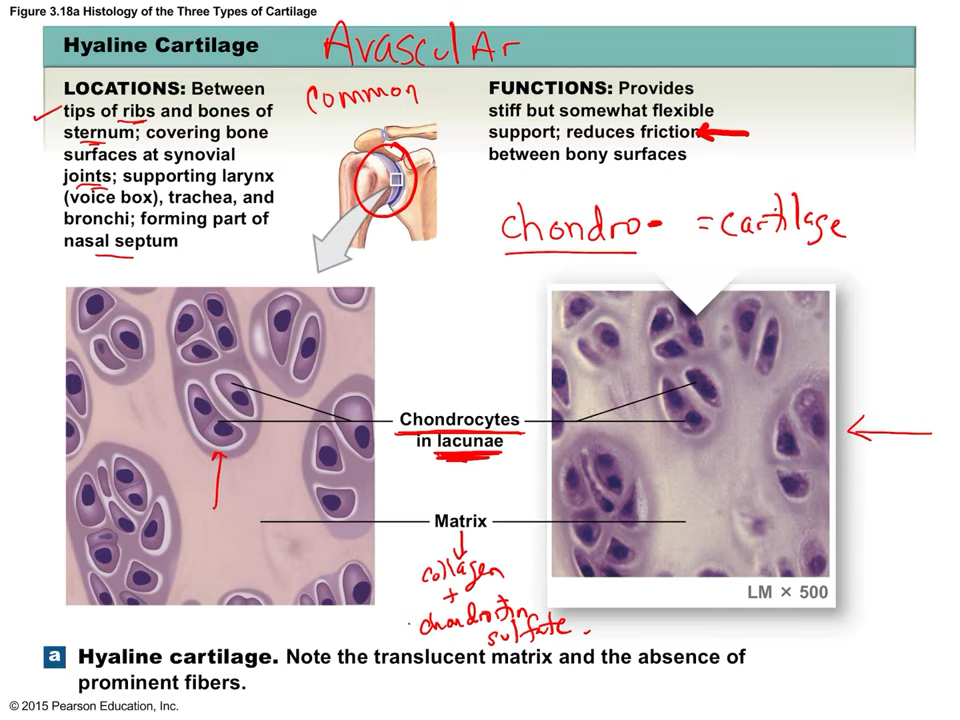 Figure 3.18a Histology of the Three Types of Cartilage
Hyaline Cartilage
Avascular
LOCATIONS: Between
tips of ribs and bones of
sternum; covering bone
surfaces at synovial
joints; supporting larynx
(voice box), trachea, and
bronchi; forming part of
nasal septum
common
FUNCTIONS: Provides
stiff but somewhat flexible
support; reduces friction
between bony surfaces
chondro- = cartilage
Chondrocytes
in lacunae
Matrix
collagen
+
chondroitin
sulfate
LM × 500
a Hyaline cartilage. Note the translucent matrix and the absence of
prominent fibers.
© 2015 Pearson Education, Inc.